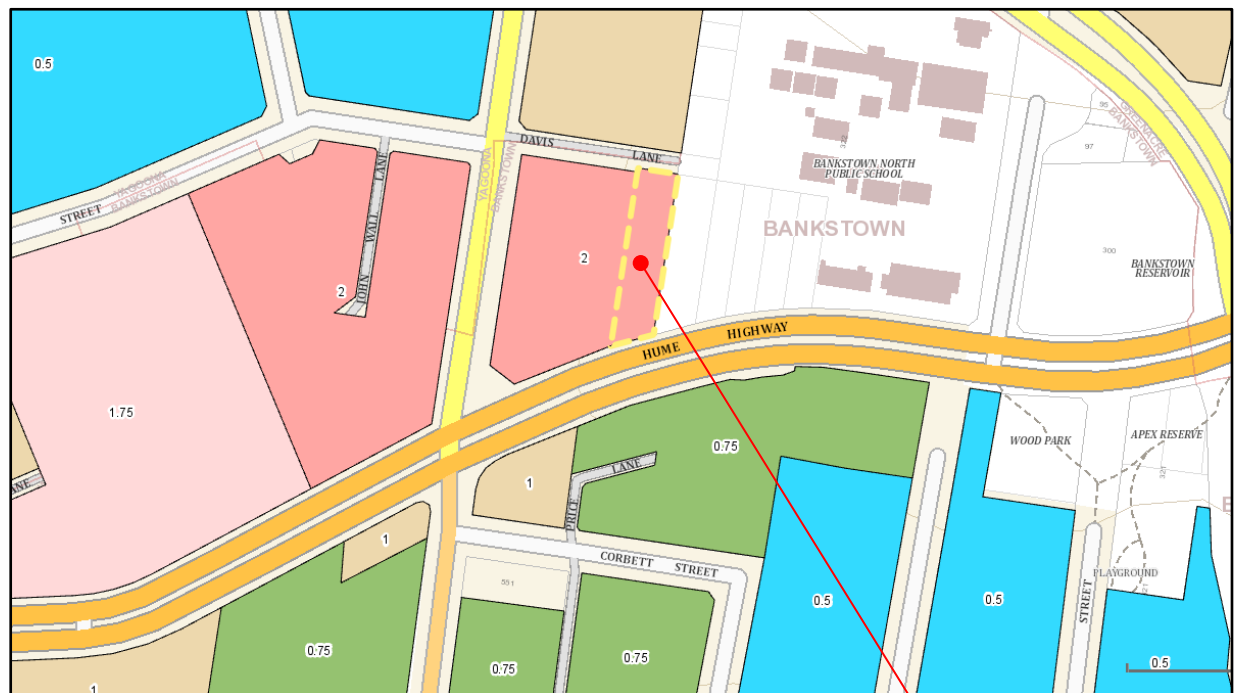 0.5
DAVIS
LANE
BANKSTOWN NORTH
PUBLIC SCHOOL
322
95
97
GREENACRE
BANKSTOWN
YAGOONA
BANKSTOWN
YAGOONA
BANKSTOWN
STREET
JOHN WALL LANE
2
2
BANKSTOWN
300
BANKSTOWN
RESERVOIR
HUME HIGHWAY
1.75
0.75
WOOD PARK
APEX RESERVE
321
LANE
1
PRICE
LANE
1
CORBETT STREET
551
PLAYGROUND
STREET
0.5
0.5
0.75
0.75
0.75
0.5
1